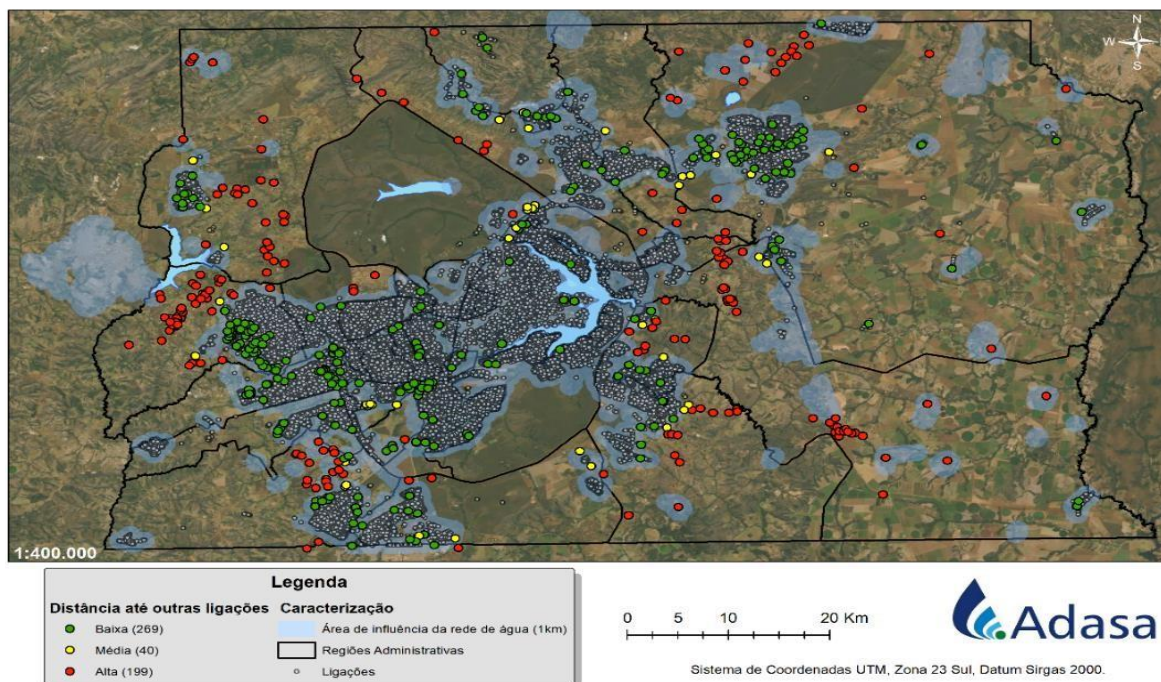 N
W E
S
1:400.000
Legenda
Distância até outras ligações Caracterização
Baixa (269) Área de influência da rede de água (1km)
Média (40) Regiões Administrativas
Alta (199) Ligações
0 5 10 20 Km
Adasa
Sistema de Coordenadas UTM, Zona 23 Sul, Datum Sirgas 2000.